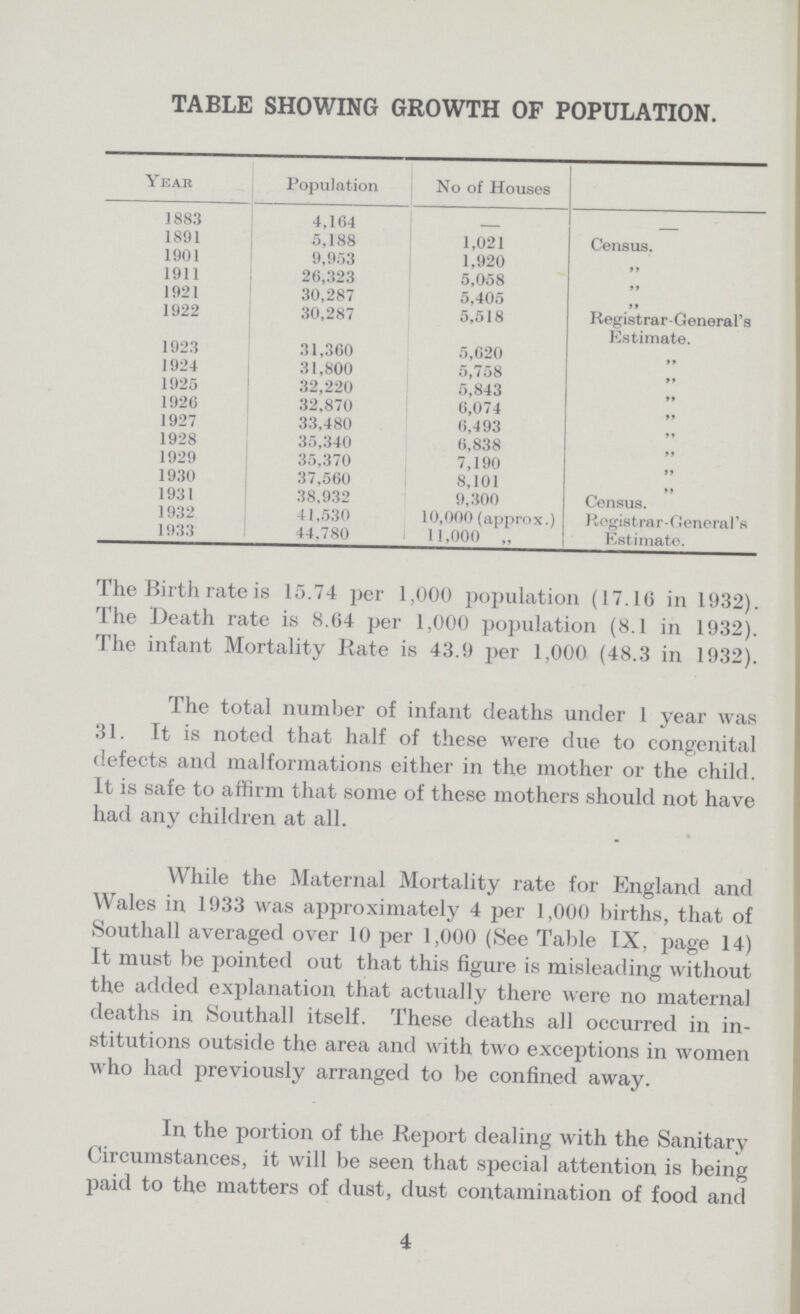 TABLE SHOWING GROWTH OF POPULATION.
YEAR Population No of Houses
1883 4,164 — —
1891 5,188 1,021 Census.
1901 9,953 1,920 „
1911 26,323 5,058 „
1921 30,287 5,405 „
1922 30,287 5,518 Registrar-General's
Estimate.
1923 31,360 5,620 „
1924 31,800 5,758 „
1925 32,220 5,843 „
1926 32,870 6,074 „
1927 33,480 6,493 „
1928 35,340 6,838 „
1929 35,370 7,190 „
1930 37,560 8,101 „
1931 38,932 9,300 Census.
1932 41,530 10,000 (approx.) Registrar-General's
1933 44,780 11,000 „ Estimate.
The Birth rate is 15.74 per 1,000 population (17.16 in 1932).
The Death rate is 8.64 per 1,000 population (8.1 in 1932).
The infant Mortality Rate is 43.9 per 1,000 (48.3 in 1932).
The total number of infant deaths under 1 year was
31. It is noted that half of these were due to congenital
defects and malformations either in the mother or the child.
It is safe to affirm that some of these mothers should not have
had any children at all.
While the Maternal Mortality rate for England and
Wales in 1933 was approximately 4 per 1,000 births, that of
Southall averaged over 10 per 1,000 (See Table IX, page 14)
It must be pointed out that this figure is misleading without
the added explanation that actually there were no maternal
deaths in Southall itself. These deaths all occurred in in-
stitutions outside the area and with two exceptions in women
who had previously arranged to be confined away.
In the portion of the Report dealing with the Sanitary
Circumstances, it will be seen that special attention is being
paid to the matters of dust, dust contamination of food and
4